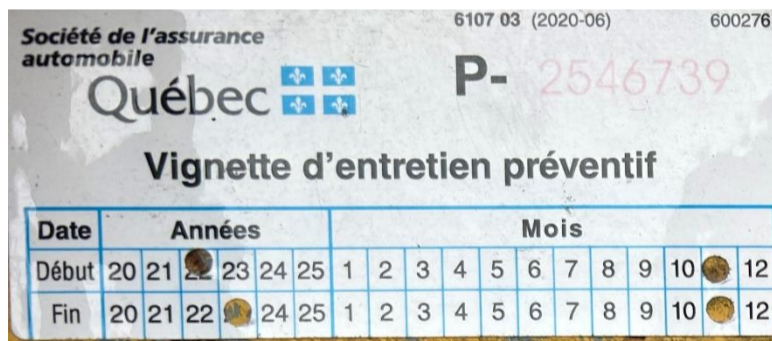 6107 03 (2020-06) 600276
Société de l'assurance
automobile
Québec
P- 2546739
Vignette d'entretien préventif
Date Années Mois
Début 20 21 22 23 24 25 1 2 3 4 5 6 7 8 9 10 12
Fin 20 21 22 24 25 1 2 3 4 5 6 7 8 9 10 12